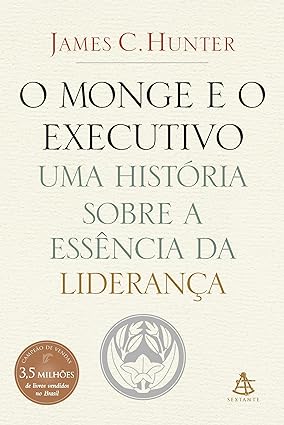 JAMES C. HUNTER
O MONGE E O
EXECUTIVO
UMA HISTÓRIA
SOBRE A
ESSÊNCIA DA
LIDERANÇA
CAMPEÃO DE VENDAS
3,5 MILHÕES
de livros vendidos
no Brasil
SEXTANTE